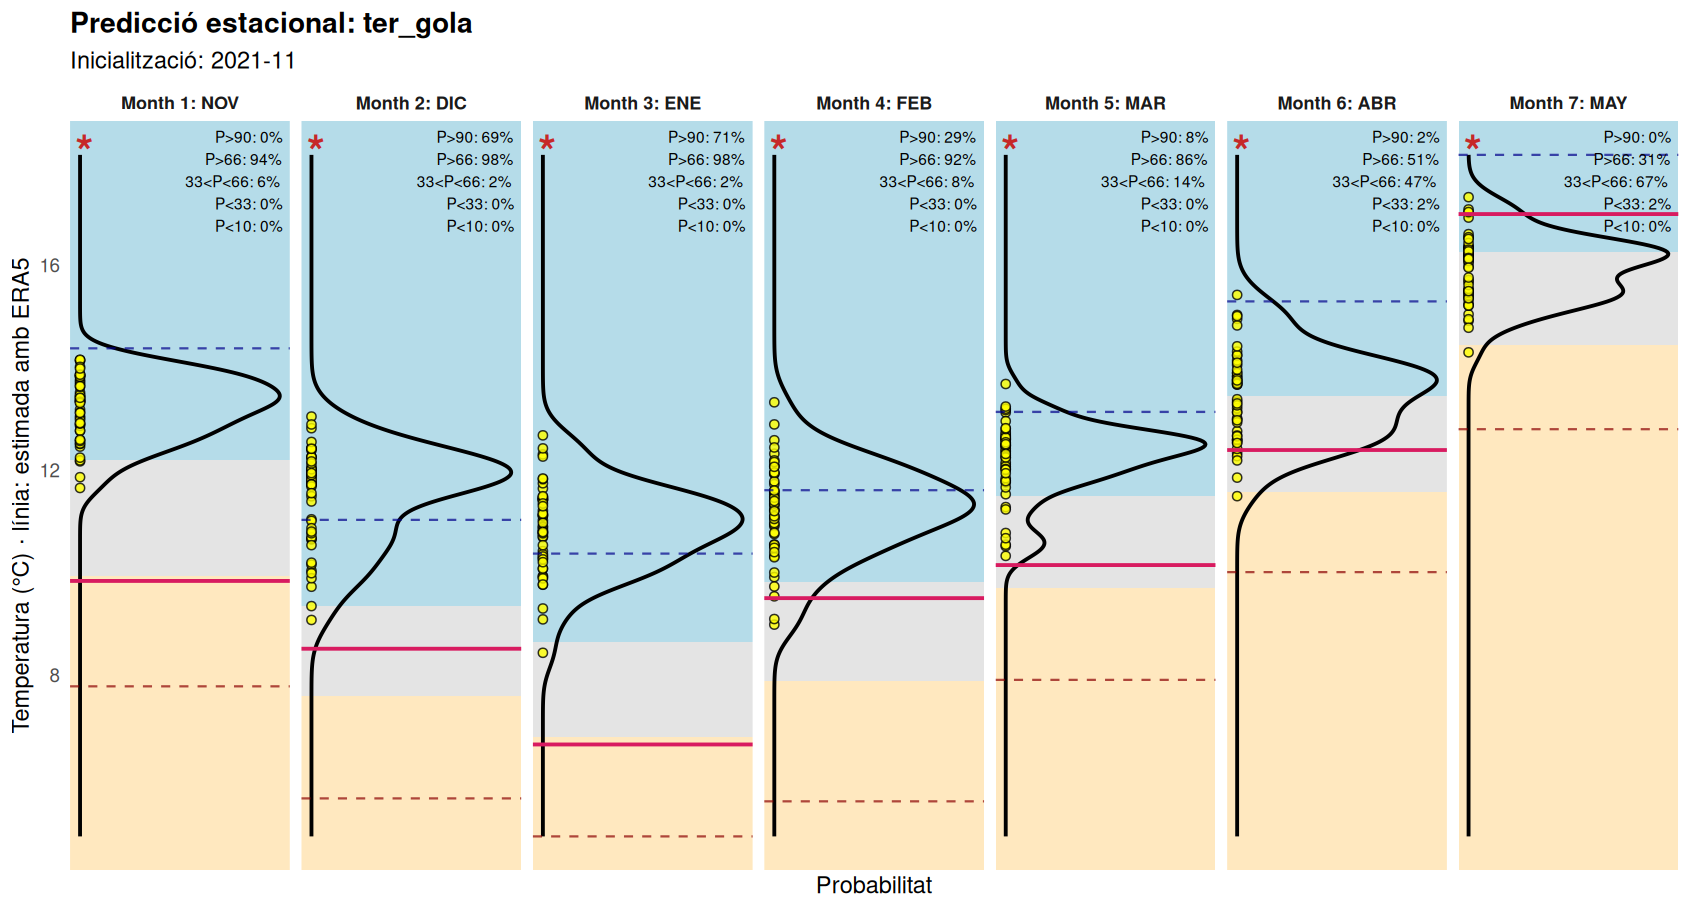 Predicció estacional: ter_gola
Inicialització: 2021-11
Month 1: NOV
Month 2: DIC
Month 3: ENE
Month 4: FEB
Month 5: MAR
Month 6: ABR
Month 7: MAY
*
P>90: 0%
P>66: 94%
33<P<66: 6%
P<33: 0%
P<10: 0%
*
P>90: 69%
P>66: 98%
33<P<66: 2%
P<33: 0%
P<10: 0%
*
P>90: 71%
P>66: 98%
33<P<66: 2%
P<33: 0%
P<10: 0%
*
P>90: 29%
P>66: 92%
33<P<66: 8%
P<33: 0%
P<10: 0%
*
P>90: 8%
P>66: 86%
33<P<66: 14%
P<33: 0%
P<10: 0%
*
P>90: 2%
P>66: 51%
33<P<66: 47%
P<33: 2%
P<10: 0%
*
P>90: 0%
P>66: 31%
33<P<66: 67%
P<33: 2%
P<10: 0%
16
12
8
Temperatura (°C) · línia: estimada amb ERA5
Probabilitat